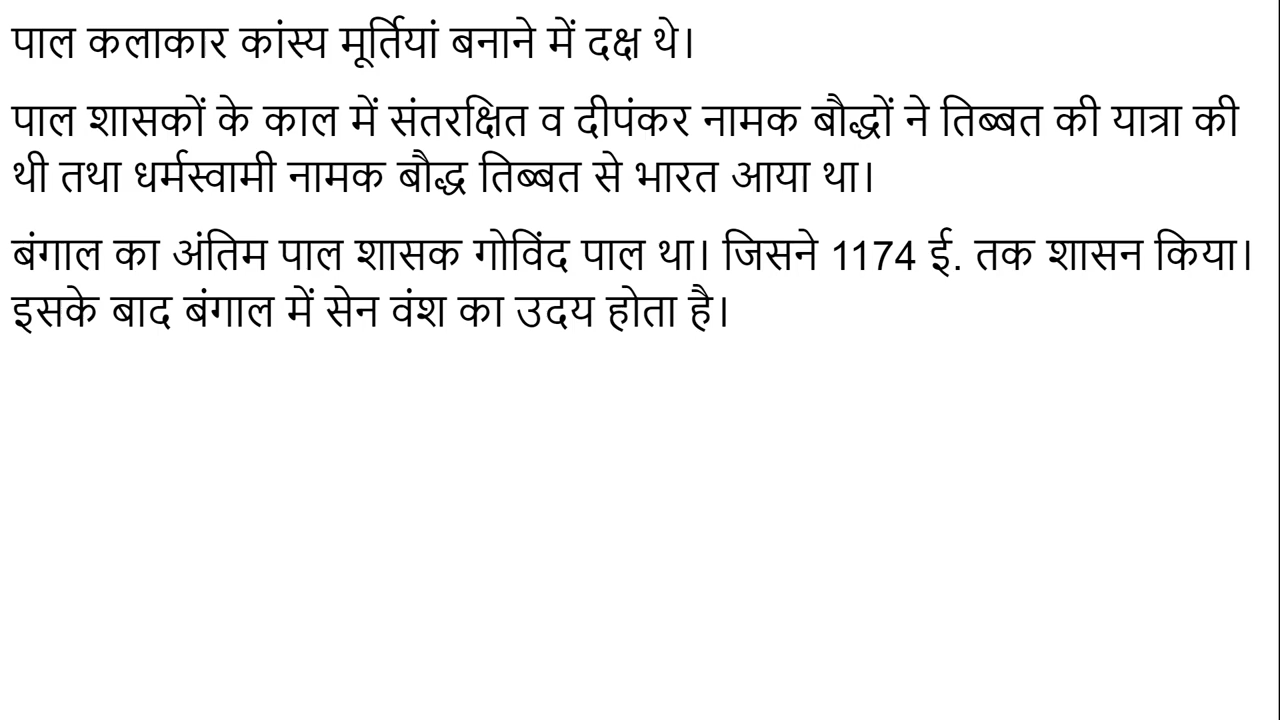 पाल कलाकार कांस्य मूर्तियां बनाने में दक्ष थे।
पाल शासकों के काल में संतरक्षित व दीपंकर नामक बौद्धों ने तिब्बत की यात्रा की
थी तथा धर्मस्वामी नामक बौद्ध तिब्बत से भारत आया था।
बंगाल का अंतिम पाल शासक गोविंद पाल था। जिसने 1174 ई. तक शासन किया।
इसके बाद बंगाल में सेन वंश का उदय होता है।